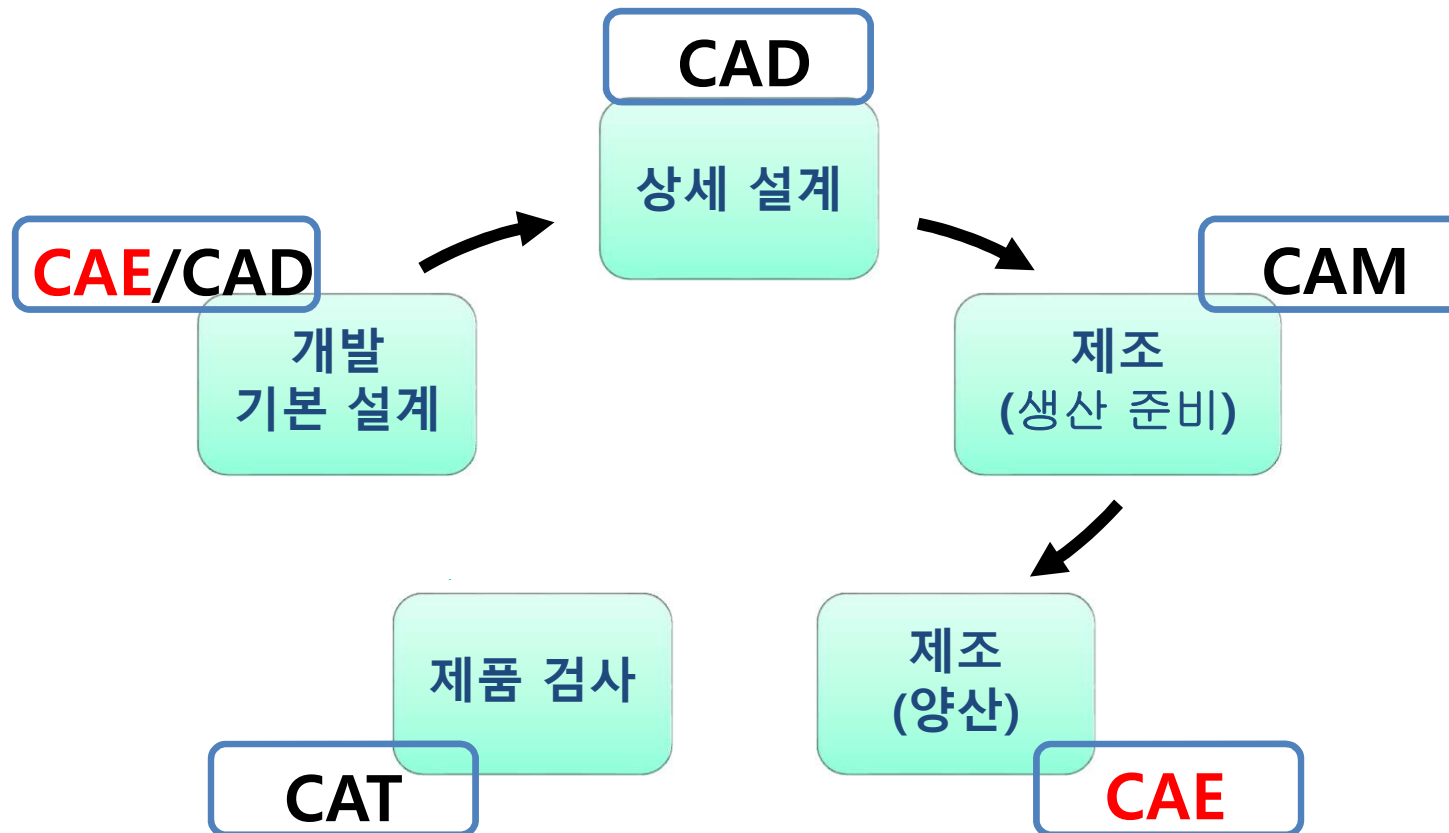 CAD
상세 설계
CAE/CAD
개발
기본 설계
CAM
제조
(생산 준비)
제품 검사
CAT
제조
(양산)
CAE